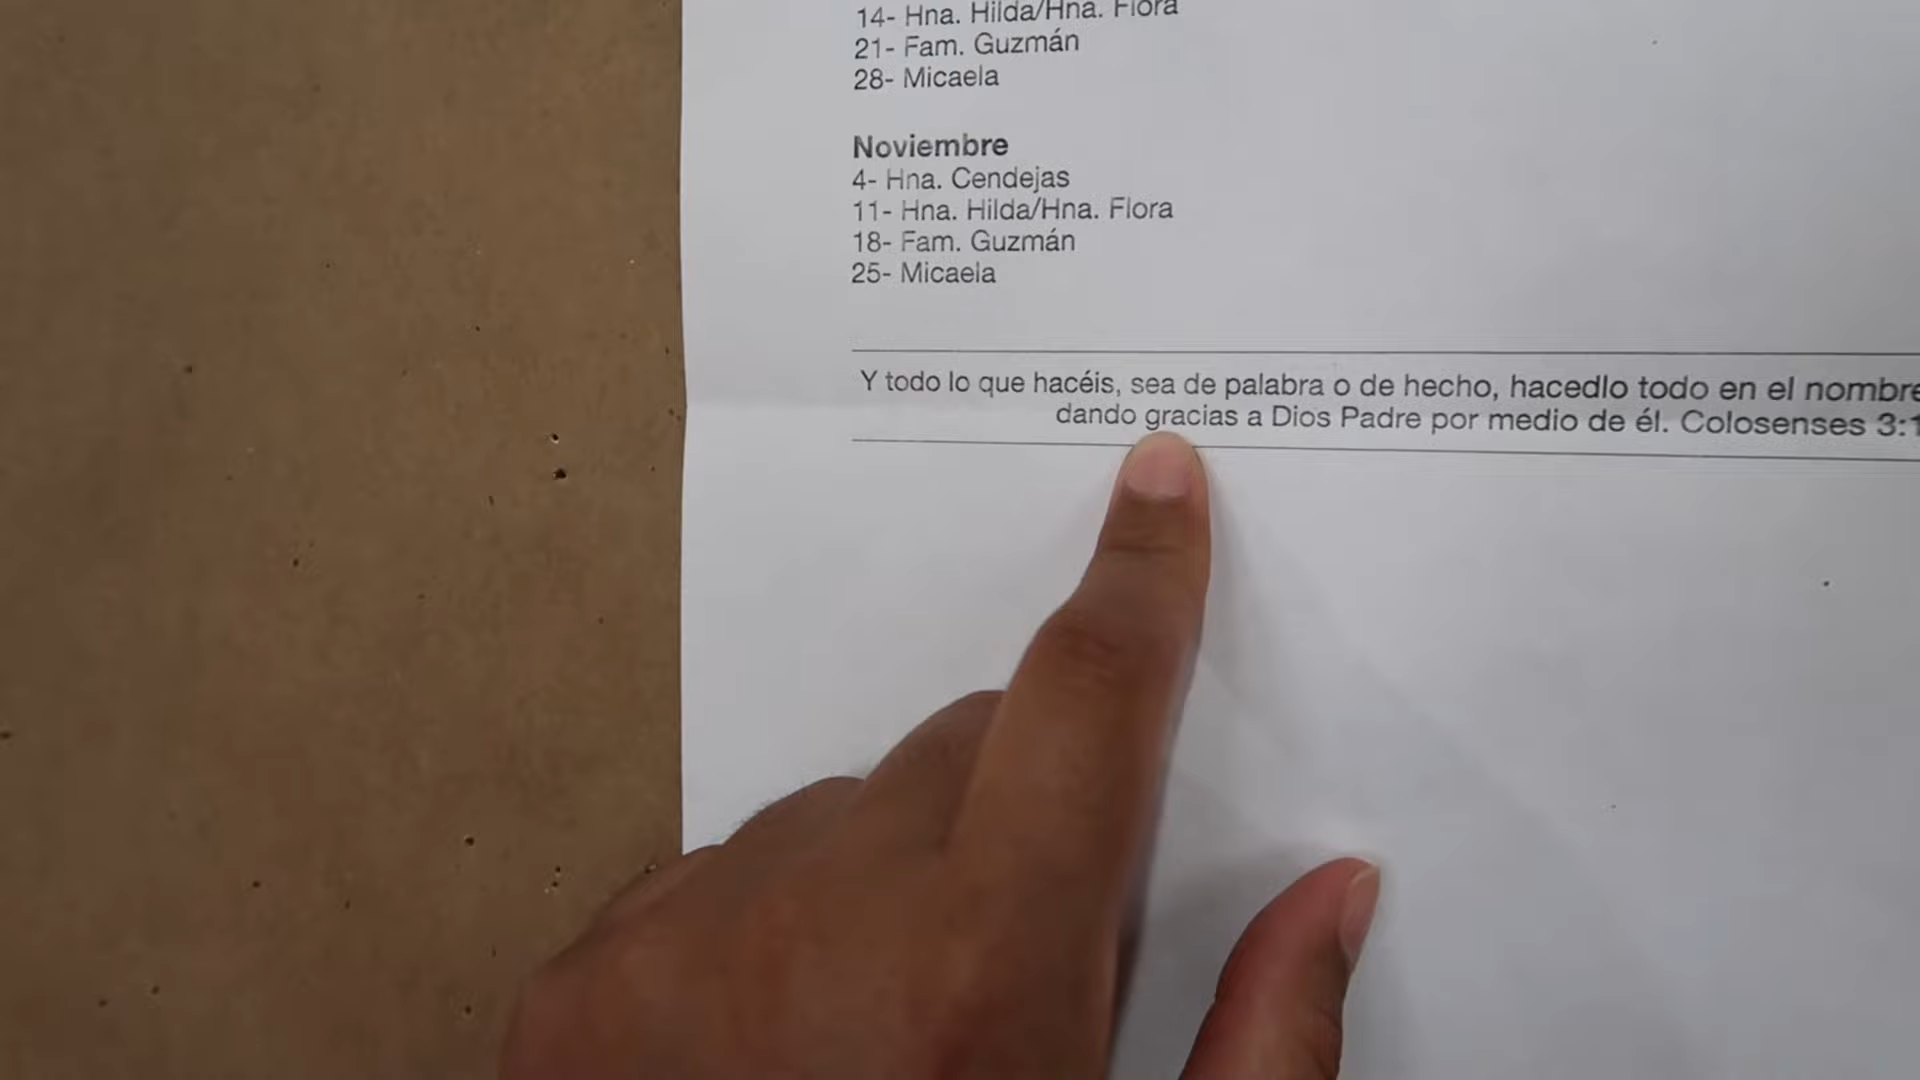 14- Hna. Hilda/Hna. Flora
21- Fam. Guzmán
28- Micaela
Noviembre
4- Hna. Cendejas
11- Hna. Hilda/Hna. Flora
18- Fam. Guzmán
25- Micaela
Y todo lo que hacéis, sea de palabra o de hecho, hacedlo todo en el nombre
dando gracias a Dios Padre por medio de él. Colosenses 3:1